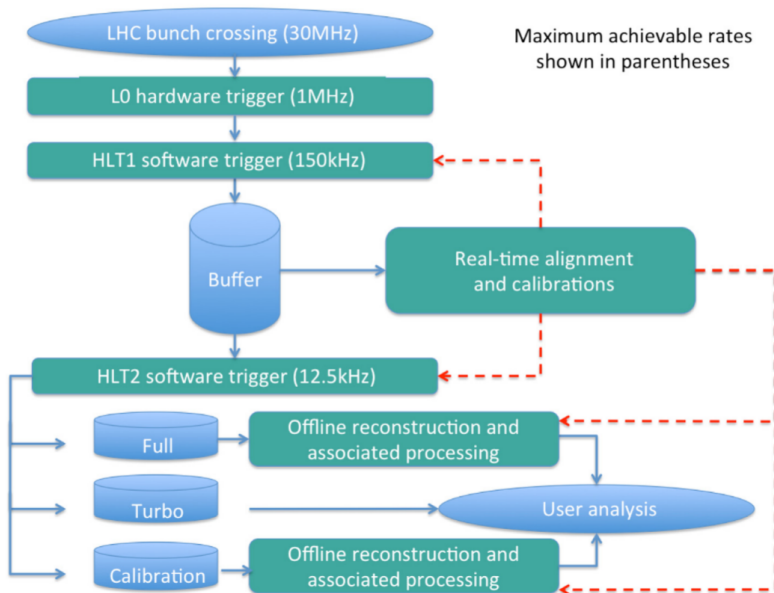 LHC bunch crossing (30MHz)
Maximum achievable rates
shown in parentheses
L0 hardware trigger (1MHz)
HLT1 software trigger (150kHz)
Buffer
Real-time alignment
and calibrations
HLT2 software trigger (12.5kHz)
Full
Offline reconstruction and
associated processing
Turbo
User analysis
Calibration
Offline reconstruction and
associated processing